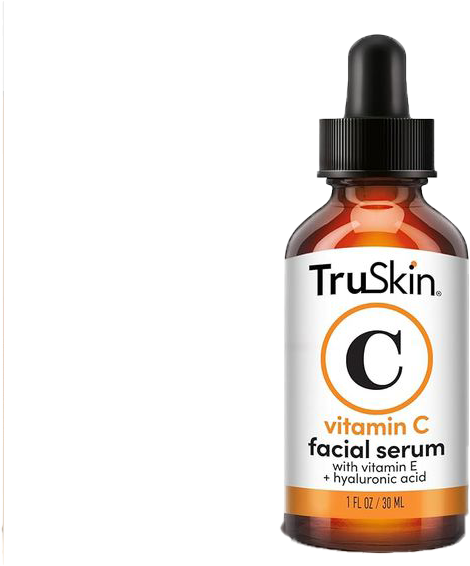 TruSkin®
C
vitamin C
facial serum
with vitamin E
+ hyaluronic acid
1 FL OZ / 30 ML